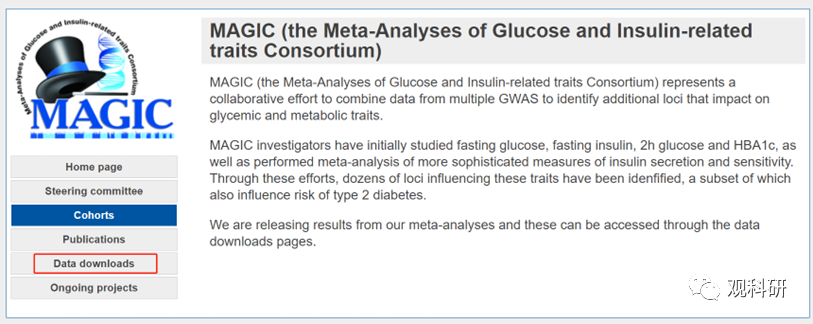 Meta-Analyses of Glucose and Insulin-related traits Consortium
MAGIC
Home page
Steering committee
Cohorts
Publications
Data downloads
Ongoing projects
MAGIC (the Meta-Analyses of Glucose and Insulin-related
traits Consortium)
MAGIC (the Meta-Analyses of Glucose and Insulin-related traits Consortium) represents a
collaborative effort to combine data from multiple GWAS to identify additional loci that impact on
glycemic and metabolic traits.
MAGIC investigators have initially studied fasting glucose, fasting insulin, 2h glucose and HBA1c, as
well as performed meta-analysis of more sophisticated measures of insulin secretion and sensitivity.
Through these efforts, dozens of loci influencing these traits have been idenfified, a subset of which
also influence risk of type 2 diabetes.
We are releasing results from our meta-analyses and these can be accessed through the data
downloads pages.
观科研